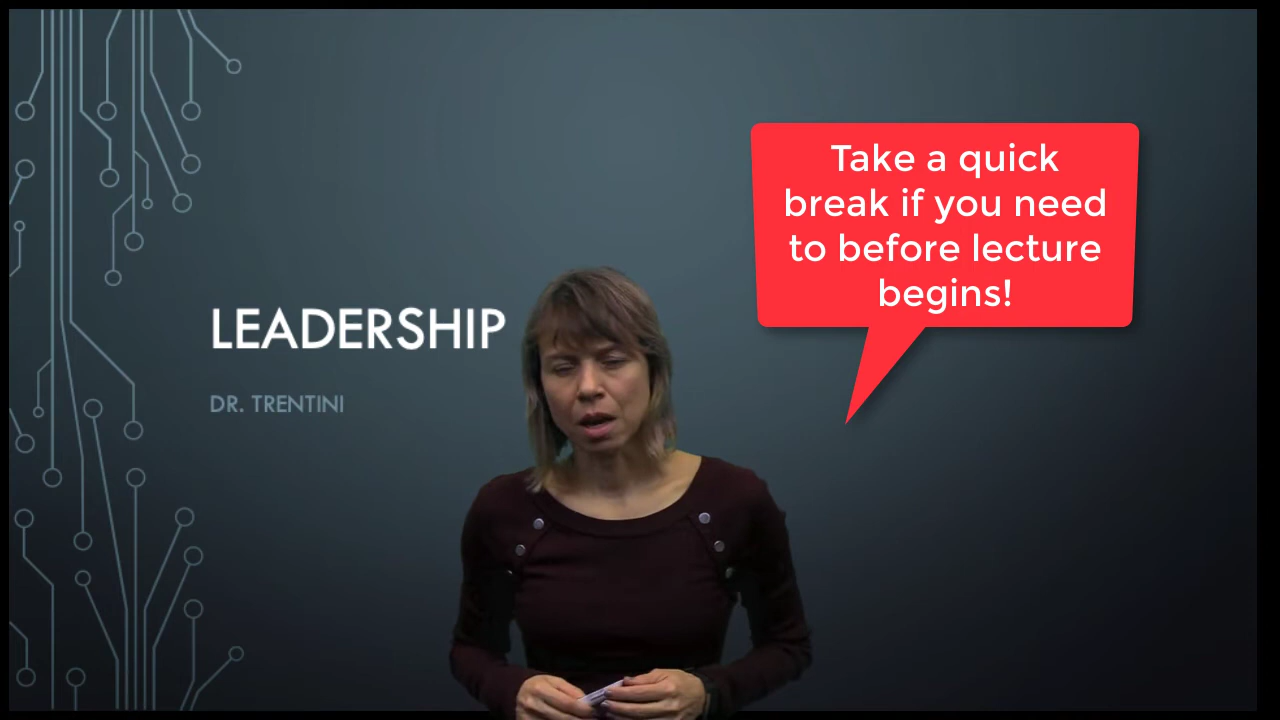 LEADERSHIP
DR. TRENTINI
Take a quick
break if you need
to before lecture
begins!